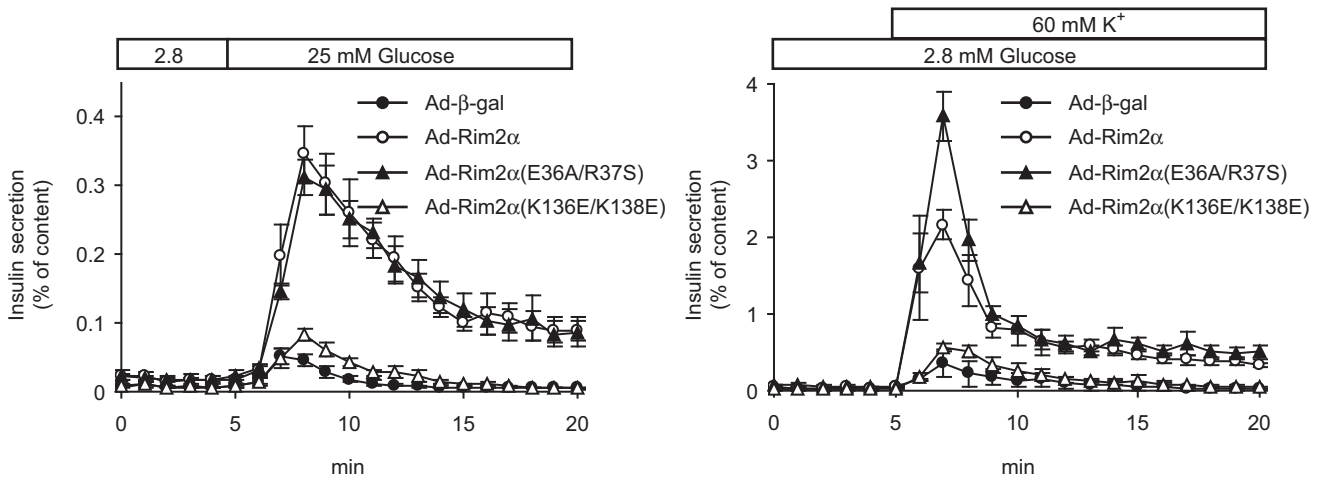 2.8
25 mM Glucose
Insulin secretion
(% of content)
0.4
0.3
0.2
0.1
0
0
5
10
15
20
min
Ad-β-gal
Ad-Rim2α
Ad-Rim2α(E36A/R37S)
Ad-Rim2α(K136E/K138E)
60 mM K⁺
2.8 mM Glucose
Insulin secretion
(% of content)
4
3
2
1
0
0
5
10
15
20
min
Ad-β-gal
Ad-Rim2α
Ad-Rim2α(E36A/R37S)
Ad-Rim2α(K136E/K138E)